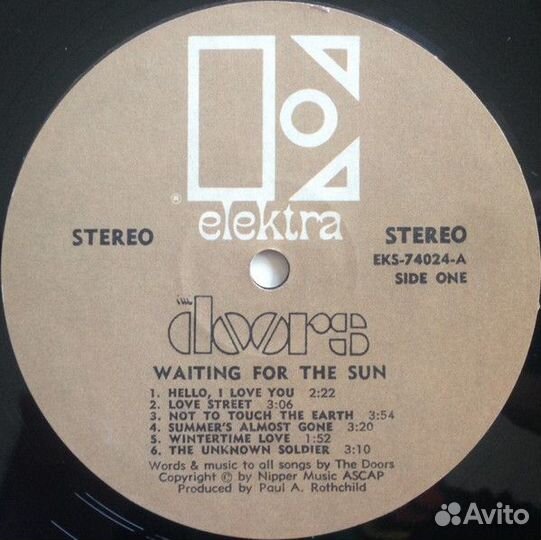 ®
elektra
STEREO
STEREO
EKS-74024-A
SIDE ONE
the doors
WAITING FOR THE SUN
1. HELLO, I LOVE YOU 2:22
2. LOVE STREET 3:06
3. NOT TO TOUCH THE EARTH 3:54
4. SUMMER'S ALMOST GONE 3:20
5. WINTERTIME LOVE 1:52
6. THE UNKNOWN SOLDIER 3:10
Words & music to all songs by The Doors
Copyright © by Nipper Music ASCAP
Produced by Paul A. Rothchild
Avito